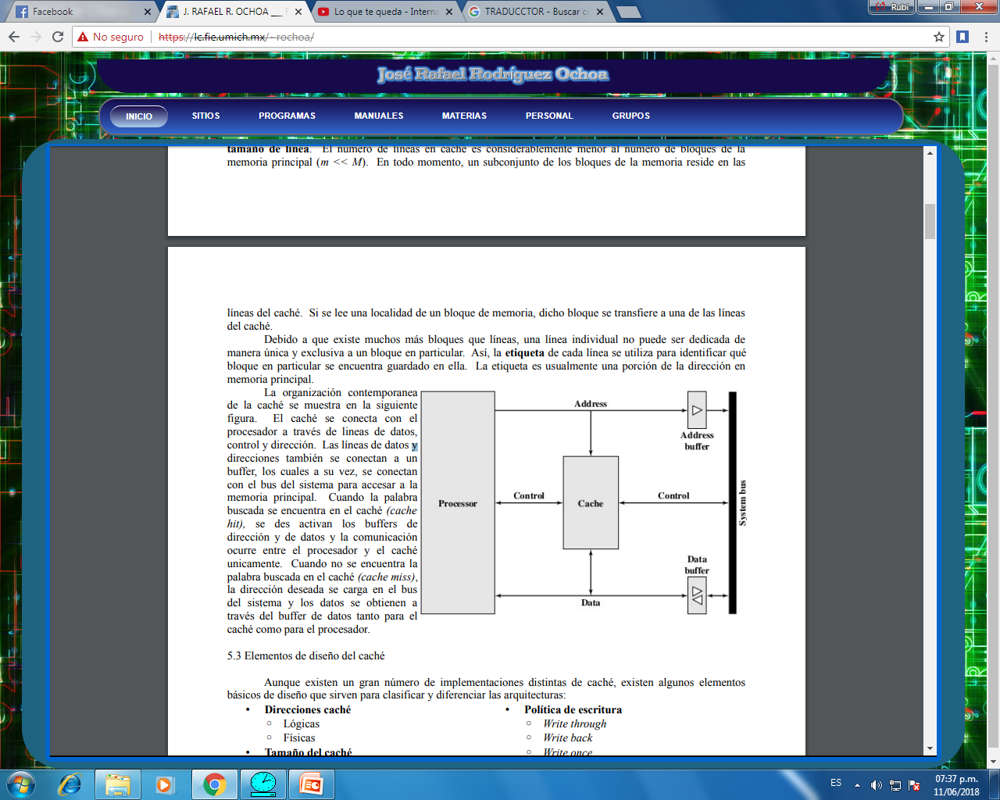 Facebook
J. RAFAEL R. OCHOA ___
Lo que te queda - Interna
TRADUCCTOR - Buscar co
Rubi
No seguro
https://lc.fie.umich.mx/~rochoa/
José Rafael Rodríguez Ochoa
INICIO
SITIOS
PROGRAMAS
MANUALES
MATERIAS
PERSONAL
GRUPOS
tamaño de línea. El número de líneas en caché es considerablemente menor al número de bloques de la
memoria principal (m << M). En todo momento, un subconjunto de los bloques de la memoria reside en las
líneas del caché. Si se lee una localidad de un bloque de memoria, dicho bloque se transfiere a una de las líneas
del caché.
Debido a que existe muchos más bloques que líneas, una línea individual no puede ser dedicada de
manera única y exclusiva a un bloque en particular. Así, la etiqueta de cada línea se utiliza para identificar qué
bloque en particular se encuentra guardado en ella. La etiqueta es usualmente una porción de la dirección en
memoria principal.
La organización contemporanea
de la caché se muestra en la siguiente
figura. El caché se conecta con el
procesador a través de lineas de datos,
control y dirección. Las líneas de datos y
direcciones también se conectan a un
buffer, los cuales a su vez, se conectan
con el bus del sistema para accesar a la
memoria principal. Cuando la palabra
buscada se encuentra en el caché (cache
hit), se des activan los buffers de
dirección y de datos y la comunicación
ocurre entre el procesador y el caché
unicamente. Cuando no se encuentra la
palabra buscada en el caché (cache miss),
la dirección deseada se carga en el bus
del sistema y los datos se obtienen a
través del buffer de datos tanto para el
caché como para el procesador.
Address
Address
buffer
Processor
Control
Cache
Control
System bus
Data
buffer
Data
5.3 Elementos de diseño del caché
Aunque existen un gran número de implementaciones distintas de caché, existen algunos elementos
básicos de diseño que sirven para clasificar y diferenciar las arquitecturas:
• Direcciones caché
○ Lógicas
○ Físicas
• Tamaño del caché
• Política de escritura
○ Write through
○ Write back
○ Write once
ES
07:37 p.m.
11/06/2018